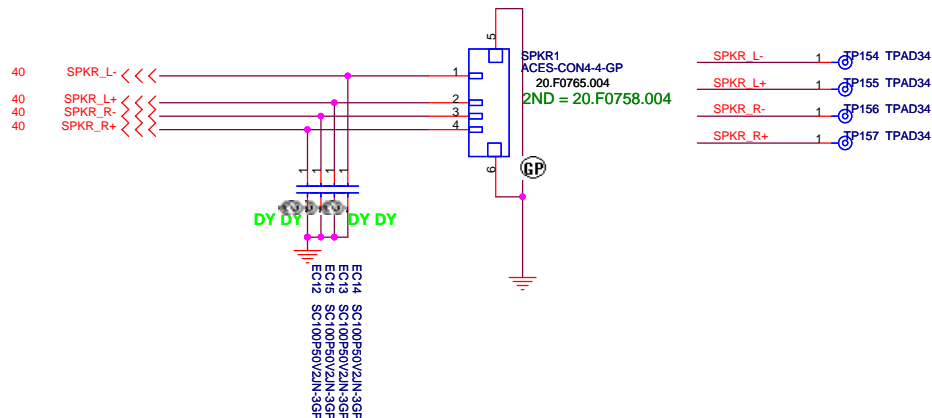 40 SPKR_L-
40 SPKR_L+
40 SPKR_R-
40 SPKR_R+
1
2
3
4
5
6
SPKR1
ACES-CON4-4-GP
20.F0765.004
2ND = 20.F0758.004
GP
SPKR_L- 1 TP154 TPAD34
SPKR_L+ 1 TP155 TPAD34
SPKR_R- 1 TP156 TPAD34
SPKR_R+ 1 TP157 TPAD34
1 1 1 1
DY DY DY DY
EC14 SC100P50V2JN-3GP
EC13 SC100P50V2JN-3GP
EC15 SC100P50V2JN-3GP
EC12 SC100P50V2JN-3GP